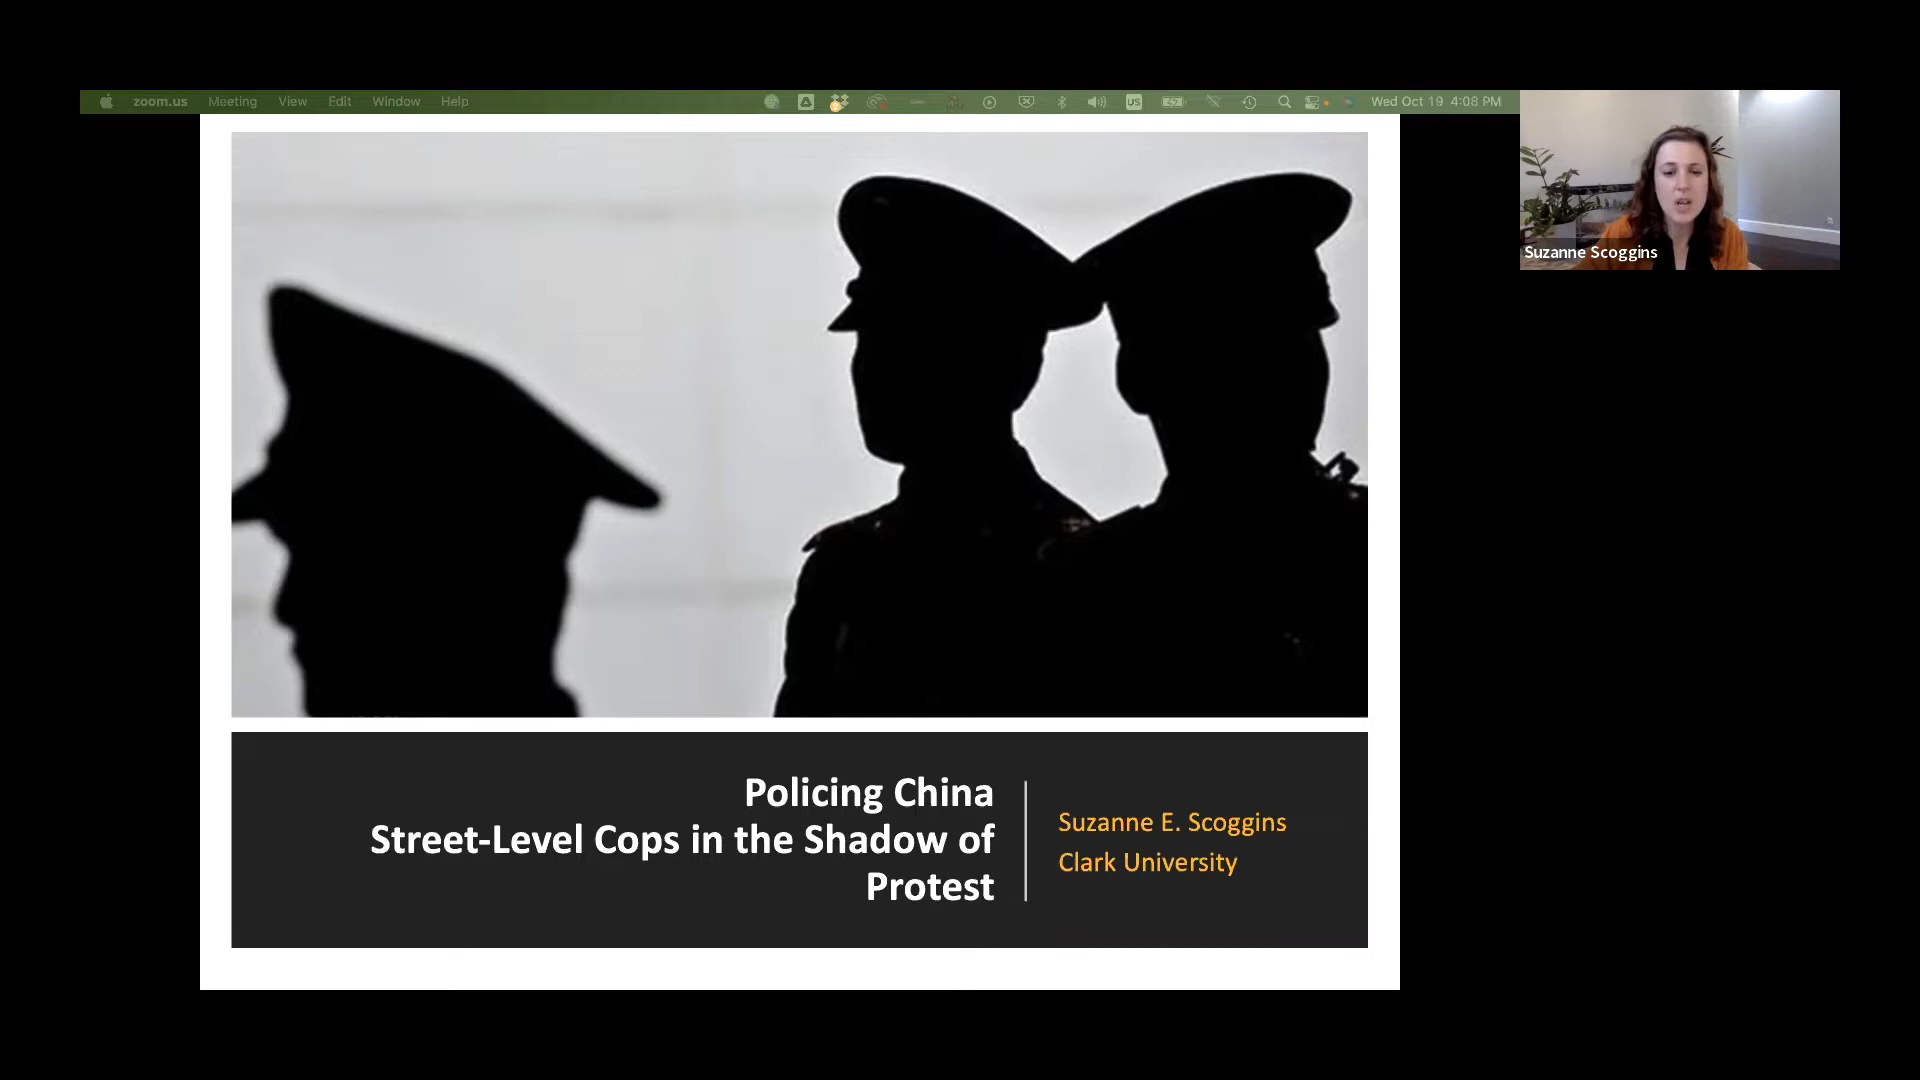 zoom.us Meeting View Edit Window Help US Wed Oct 19 4:08 PM
Suzanne Scoggins
Policing China
Street-Level Cops in the Shadow of
Protest
Suzanne E. Scoggins
Clark University